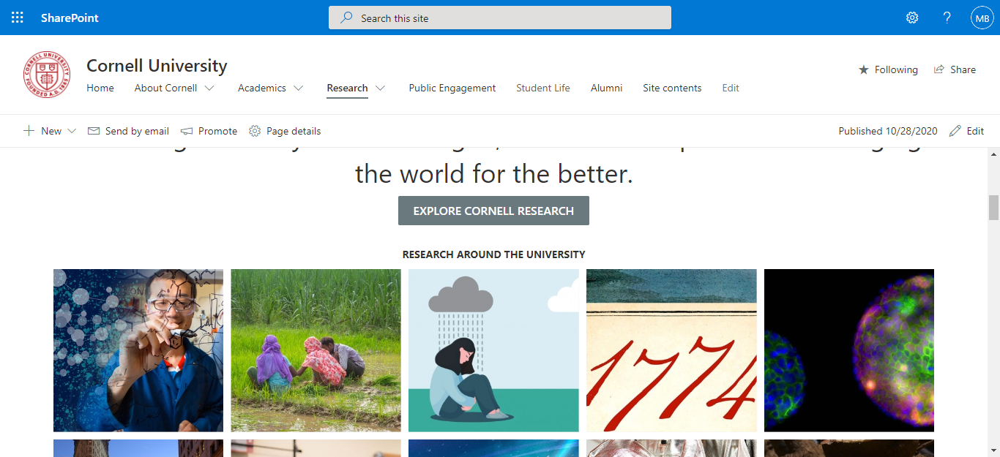 SharePoint
Search this site
MB
CORNELL UNIVERSITY
FOUNDED A.D. 1865
Cornell University
Following
Share
Home
About Cornell
Academics
Research
Public Engagement
Student Life
Alumni
Site contents
Edit
New
Send by email
Promote
Page details
Published 10/28/2020
Edit
the world for the better.
EXPLORE CORNELL RESEARCH
RESEARCH AROUND THE UNIVERSITY
1774